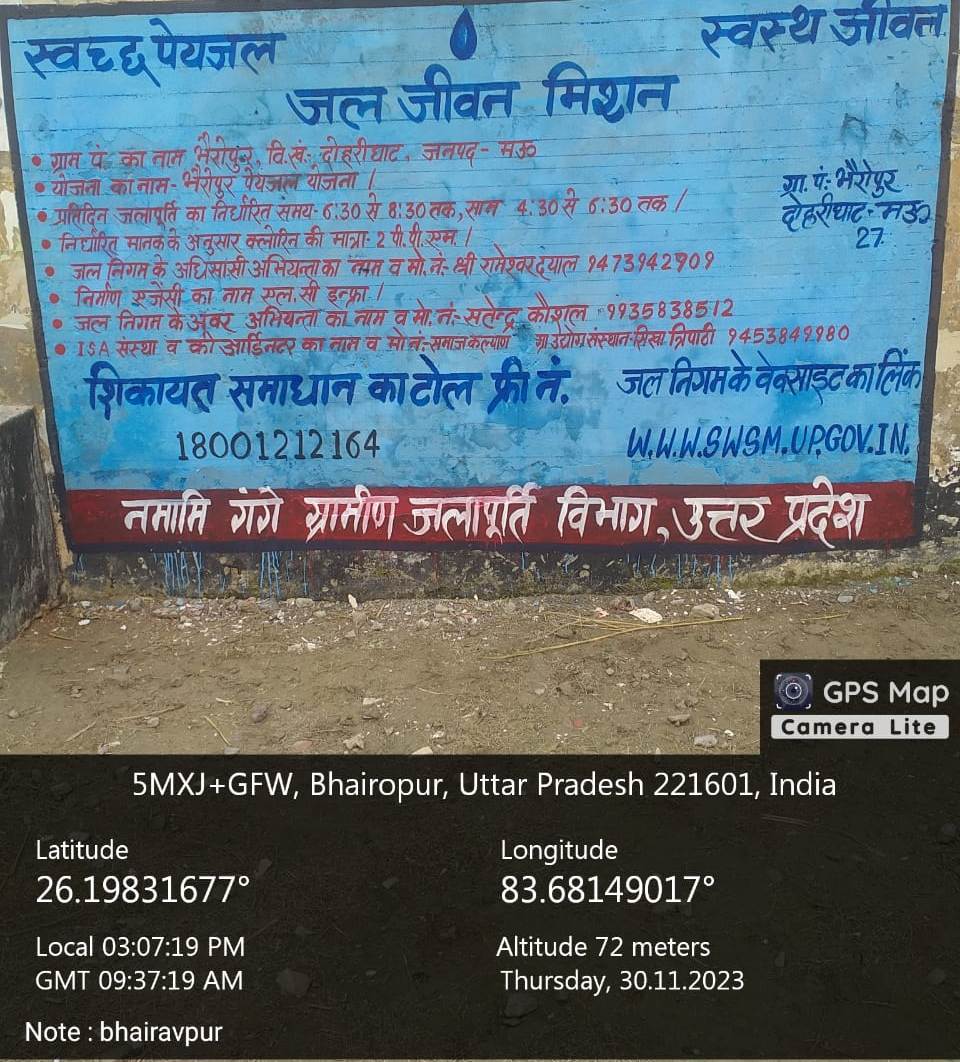 स्वच्छ पेयजल
स्वस्थ जीवन
जल जीवन मिशन
• ग्राम पं. का नाम भैरोपुर, वि.खं:- दोहरीघाट, जनपद - मऊ
• योजना का नाम- भैरोपुर पेयजल योजना।
• प्रतिदिन जलापूर्ति का निर्धारित समय- 6:30 से 8:30 तक, साम 4:30 से 6:30 तक।
• निर्धारित मानक के अनुसार क्लोरिन की मात्रा- 2 पी.पी.एम.।
• जल निगम के अधिसासी अभियन्ता का नाम व मो.नं:- श्री रामेश्वर दयाल 9473942909
• निर्माण एजेंसी का नाम एल.सी इन्फ्रा।
• जल निगम के अवर अभियन्ता का नाम व मो.नं:- सतेन्द्र कौशल 9935838512
• ISA संस्था व को आर्डिनटर का नाम व मो नं:- समाज कल्याण ग्रा उद्योग संस्थान- सिखा त्रिपाठी 9453849980
ग्रा. पं:- भैरोपुर
दोहरीघाट - मऊ
27
शिकायत समाधान का टोल फ्री नं.
18001212164
जल निगम के वेवसाइट का लिंक
W.W.W.SWSM.UP.GOV.IN.
नमामि गंगे ग्रामीण जलापूर्ति विभाग, उत्तर प्रदेश
GPS Map
Camera Lite
5MXJ+GFW, Bhairopur, Uttar Pradesh 221601, India
Latitude
26.19831677°
Longitude
83.68149017°
Local 03:07:19 PM
GMT 09:37:19 AM
Altitude 72 meters
Thursday, 30.11.2023
Note : bhairavpur